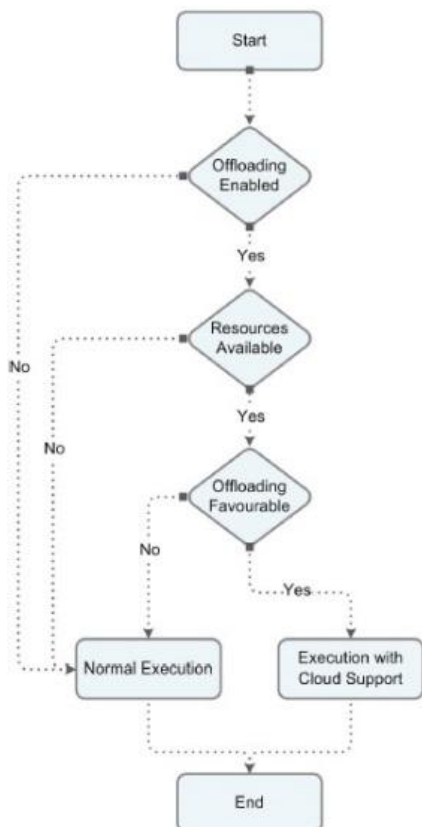 Start
Offloading
Enabled
Yes
Resources
Available
No
Yes
No
Offloading
Favourable
No
Yes
Normal Execution
Execution with
Cloud Support
End